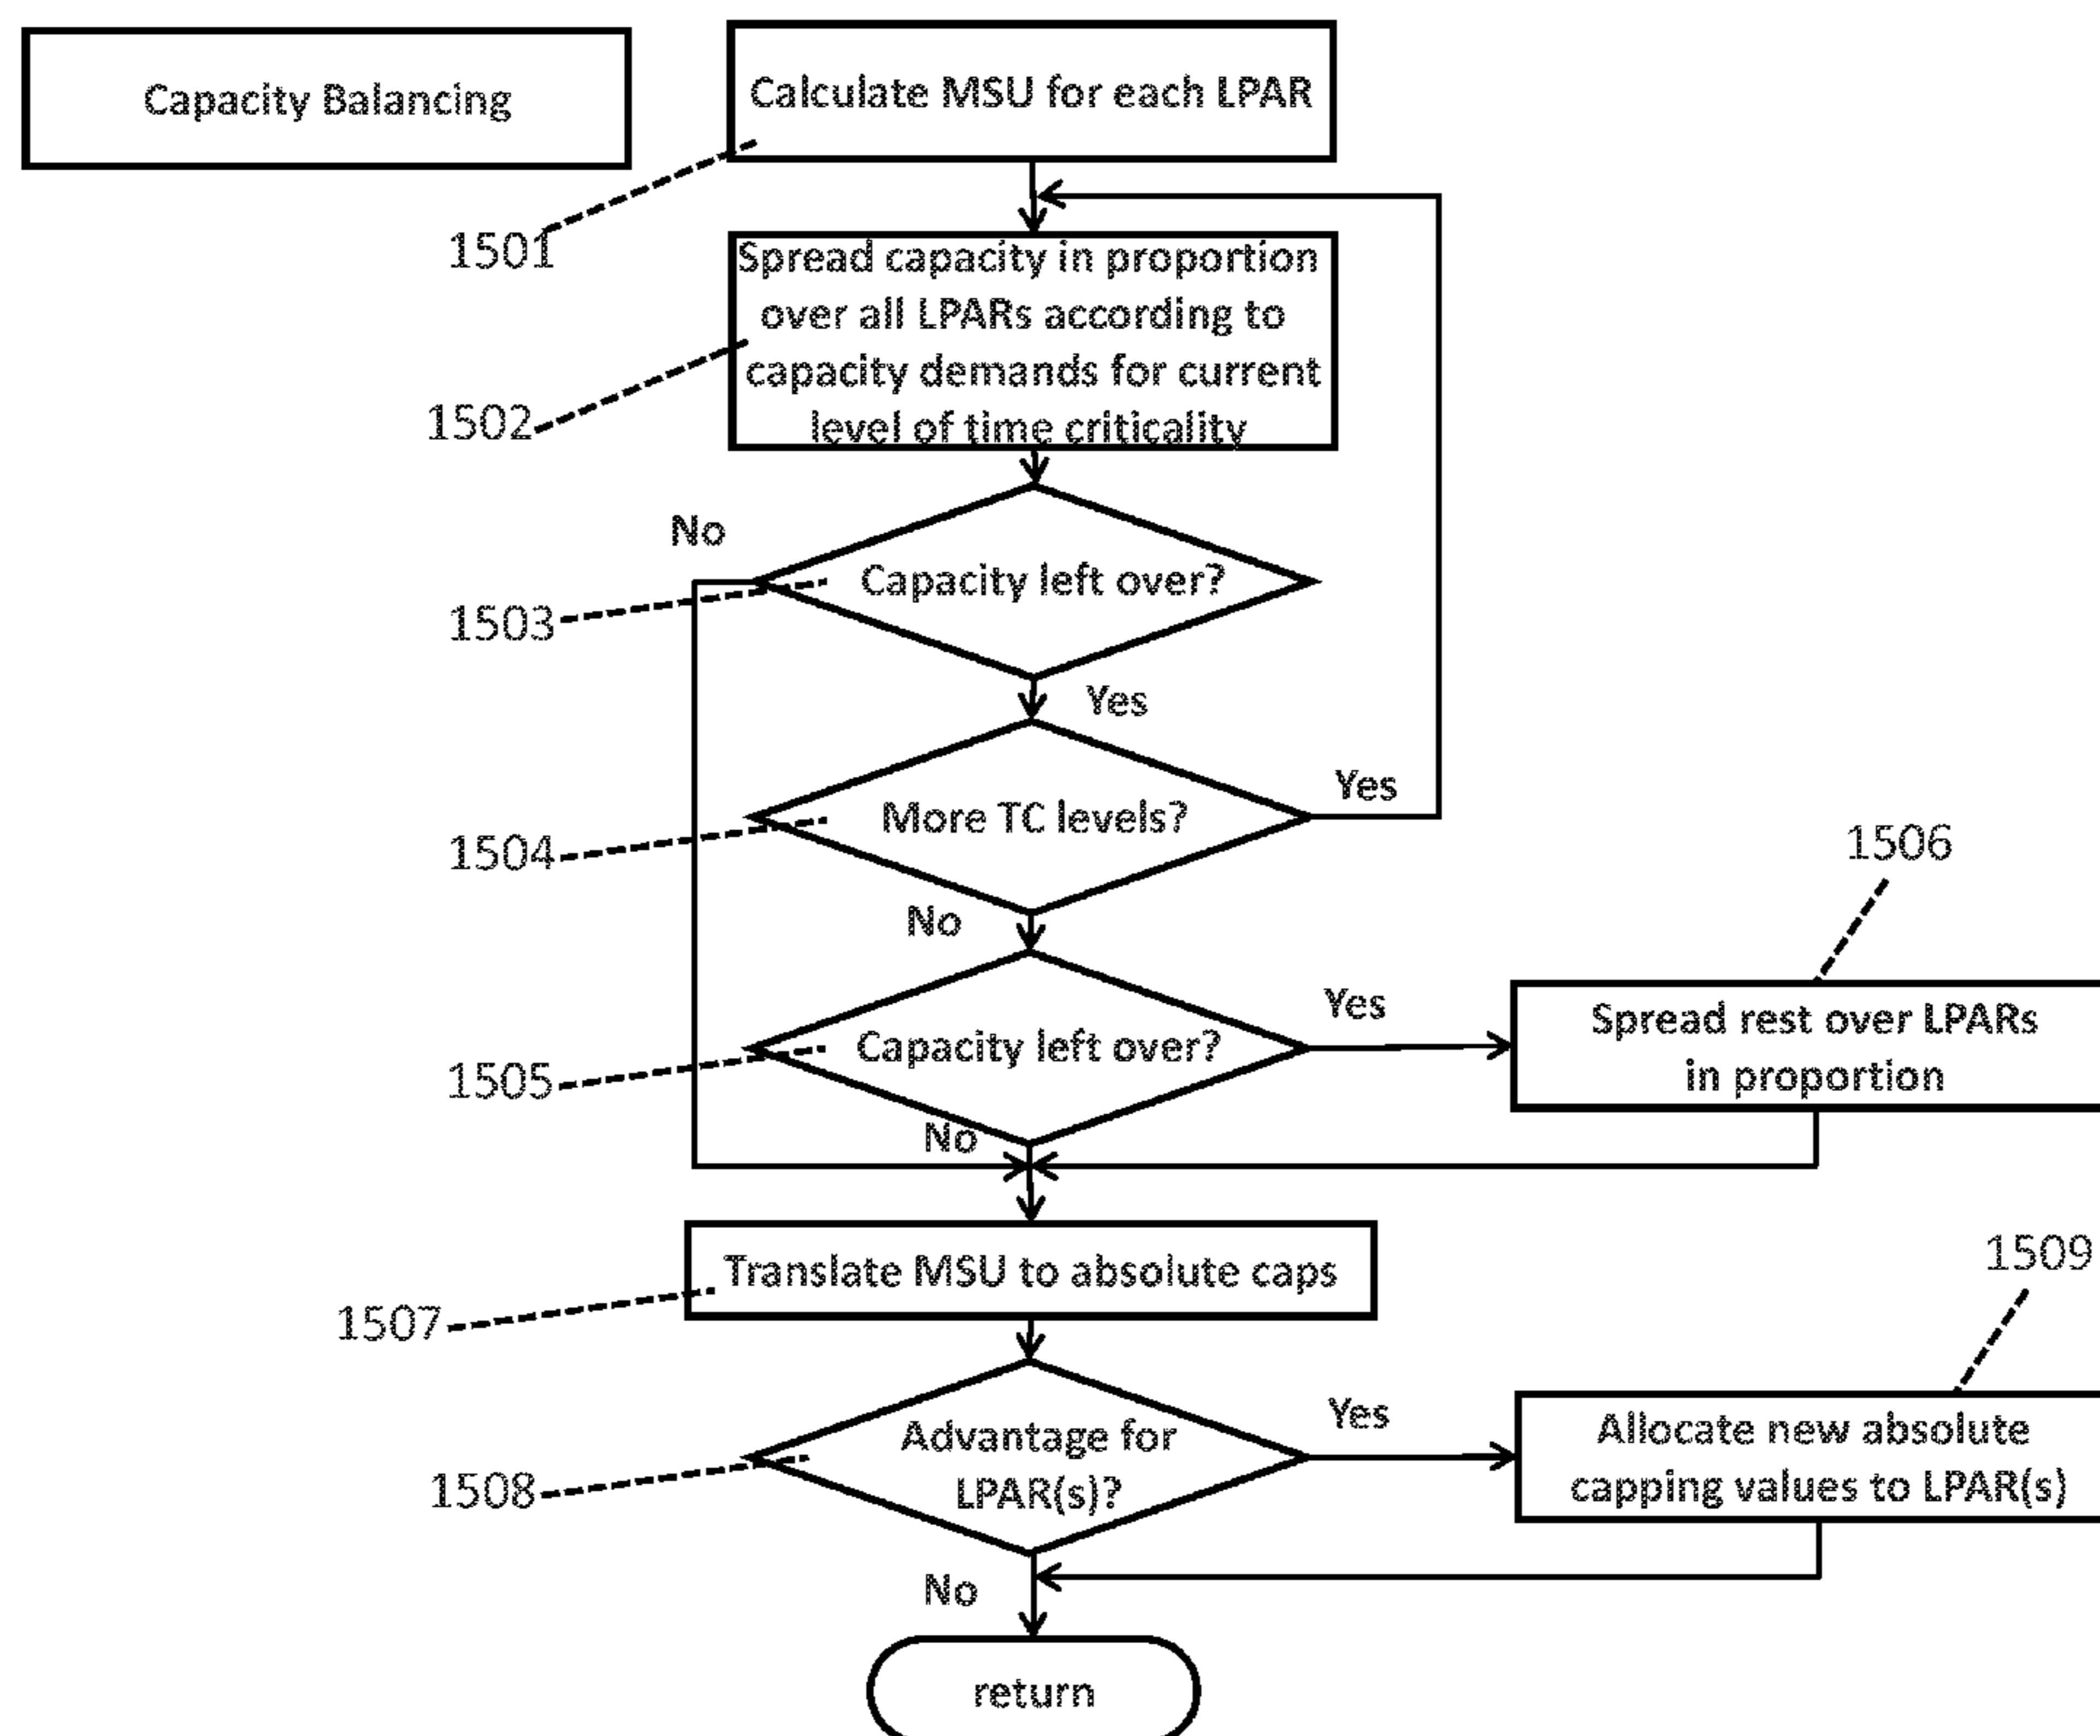 Capacity Balancing
Calculate MSU for each LPAR
1501
Spread capacity in proportion
over all LPARs according to
capacity demands for current
level of time criticality
1502
No
Capacity left over?
1503
Yes
More TC levels?
Yes
1504
1506
No
Capacity left over?
Yes
Spread rest over LPARs
in proportion
1505
No
Translate MSU to absolute caps
1509
1507
Advantage for
LPAR(s)?
Yes
Allocate new absolute
capping values to LPAR(s)
1508
No
return